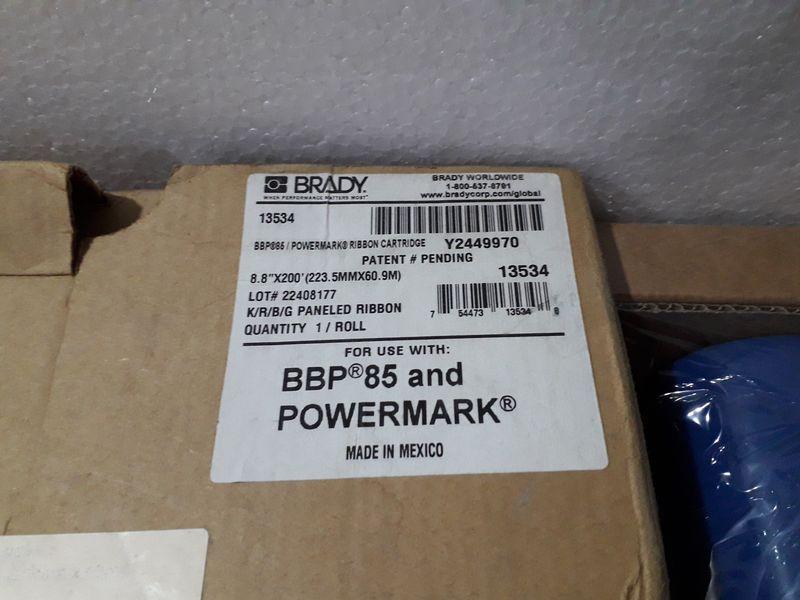 BRADY.
WHEN PERFORMANCE MATTERS MOST
BRADY WORLDWIDE
1-800-537-8791
www.bradycorp.com/global
13534
BBP®85 / POWERMARK® RIBBON CARTRIDGE Y2449970
PATENT # PENDING
8.8"X200'(223.5MMX60.9M) 13534
LOT# 22408177
K/R/B/G PANELED RIBBON
7 54473 13534 8
QUANTITY 1 / ROLL
FOR USE WITH:
BBP®85 and
POWERMARK®
MADE IN MEXICO